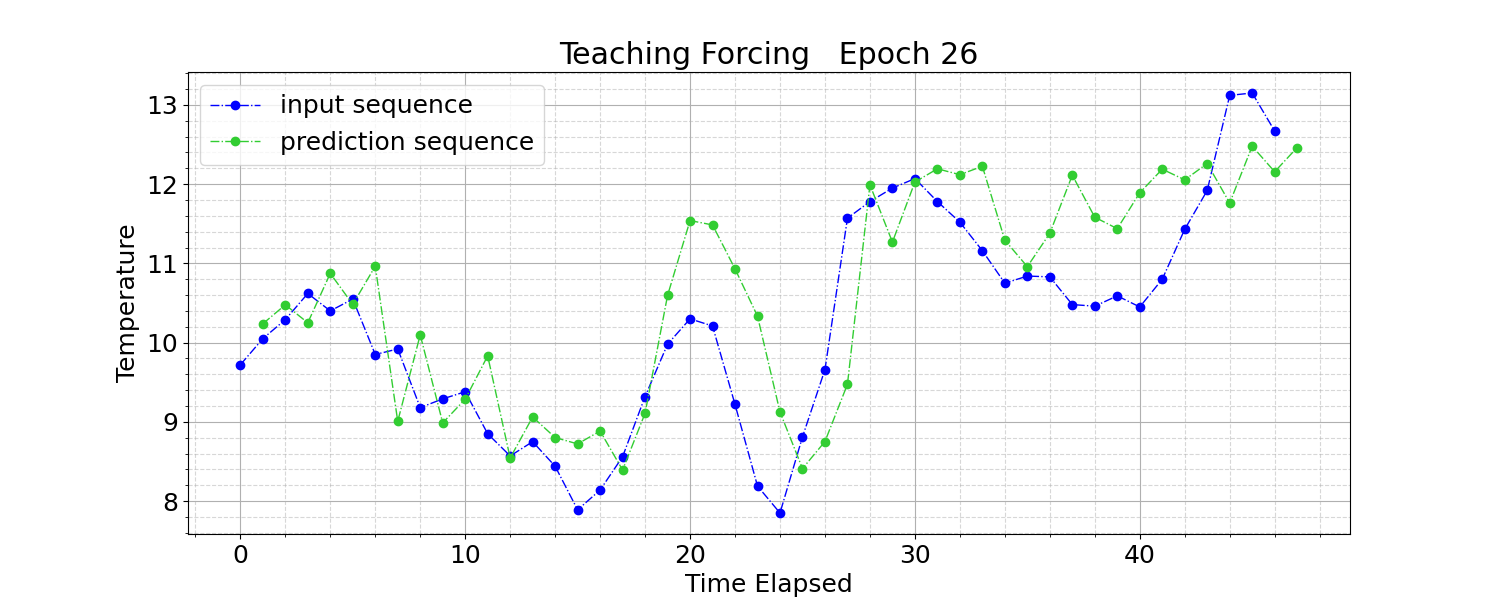 Teaching Forcing   Epoch 26
input sequence
prediction sequence
Temperature
13
12
11
10
9
8
0 10 20 30 40
Time Elapsed